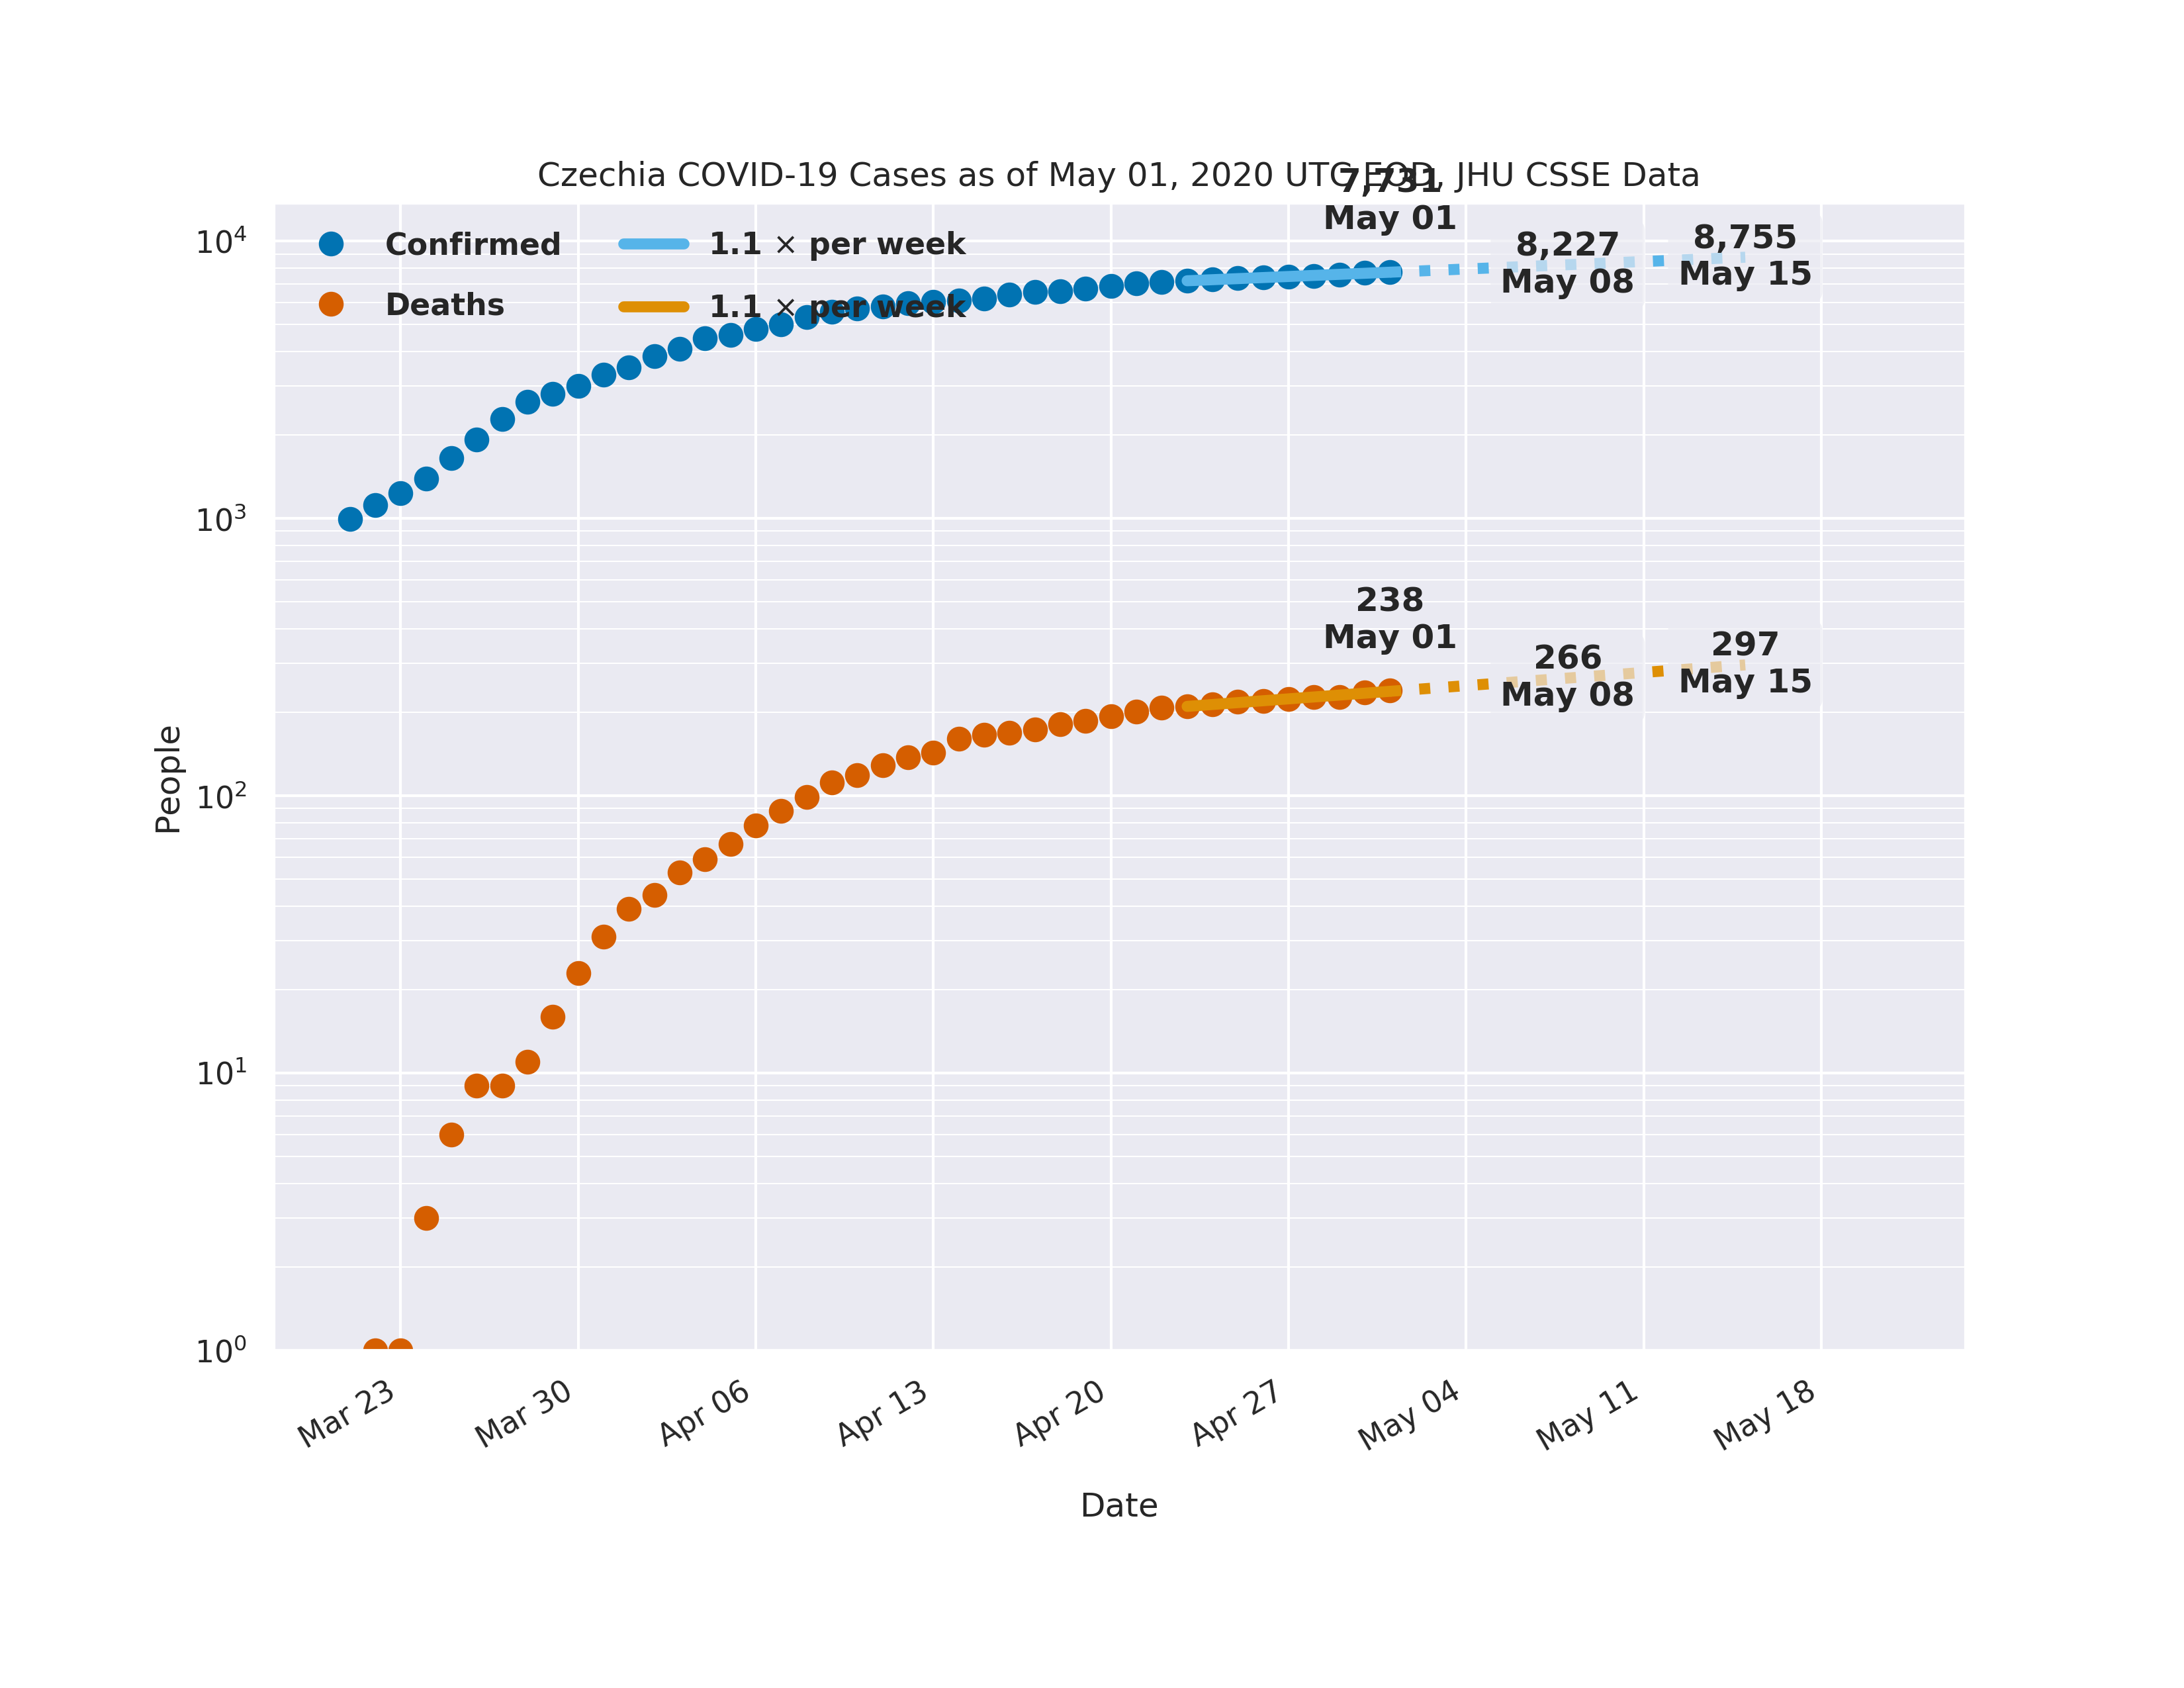 Czechia COVID-19 Cases as of May 01, 2020 UTC EOD, JHU CSSE Data
7,731
May 01
8,227
May 08
8,755
May 15
Confirmed
1.1 × per week
Deaths
1.1 × per week
238
May 01
266
May 08
297
May 15
People
10⁴
10³
10²
10¹
10⁰
Mar 23
Mar 30
Apr 06
Apr 13
Apr 20
Apr 27
May 04
May 11
May 18
Date